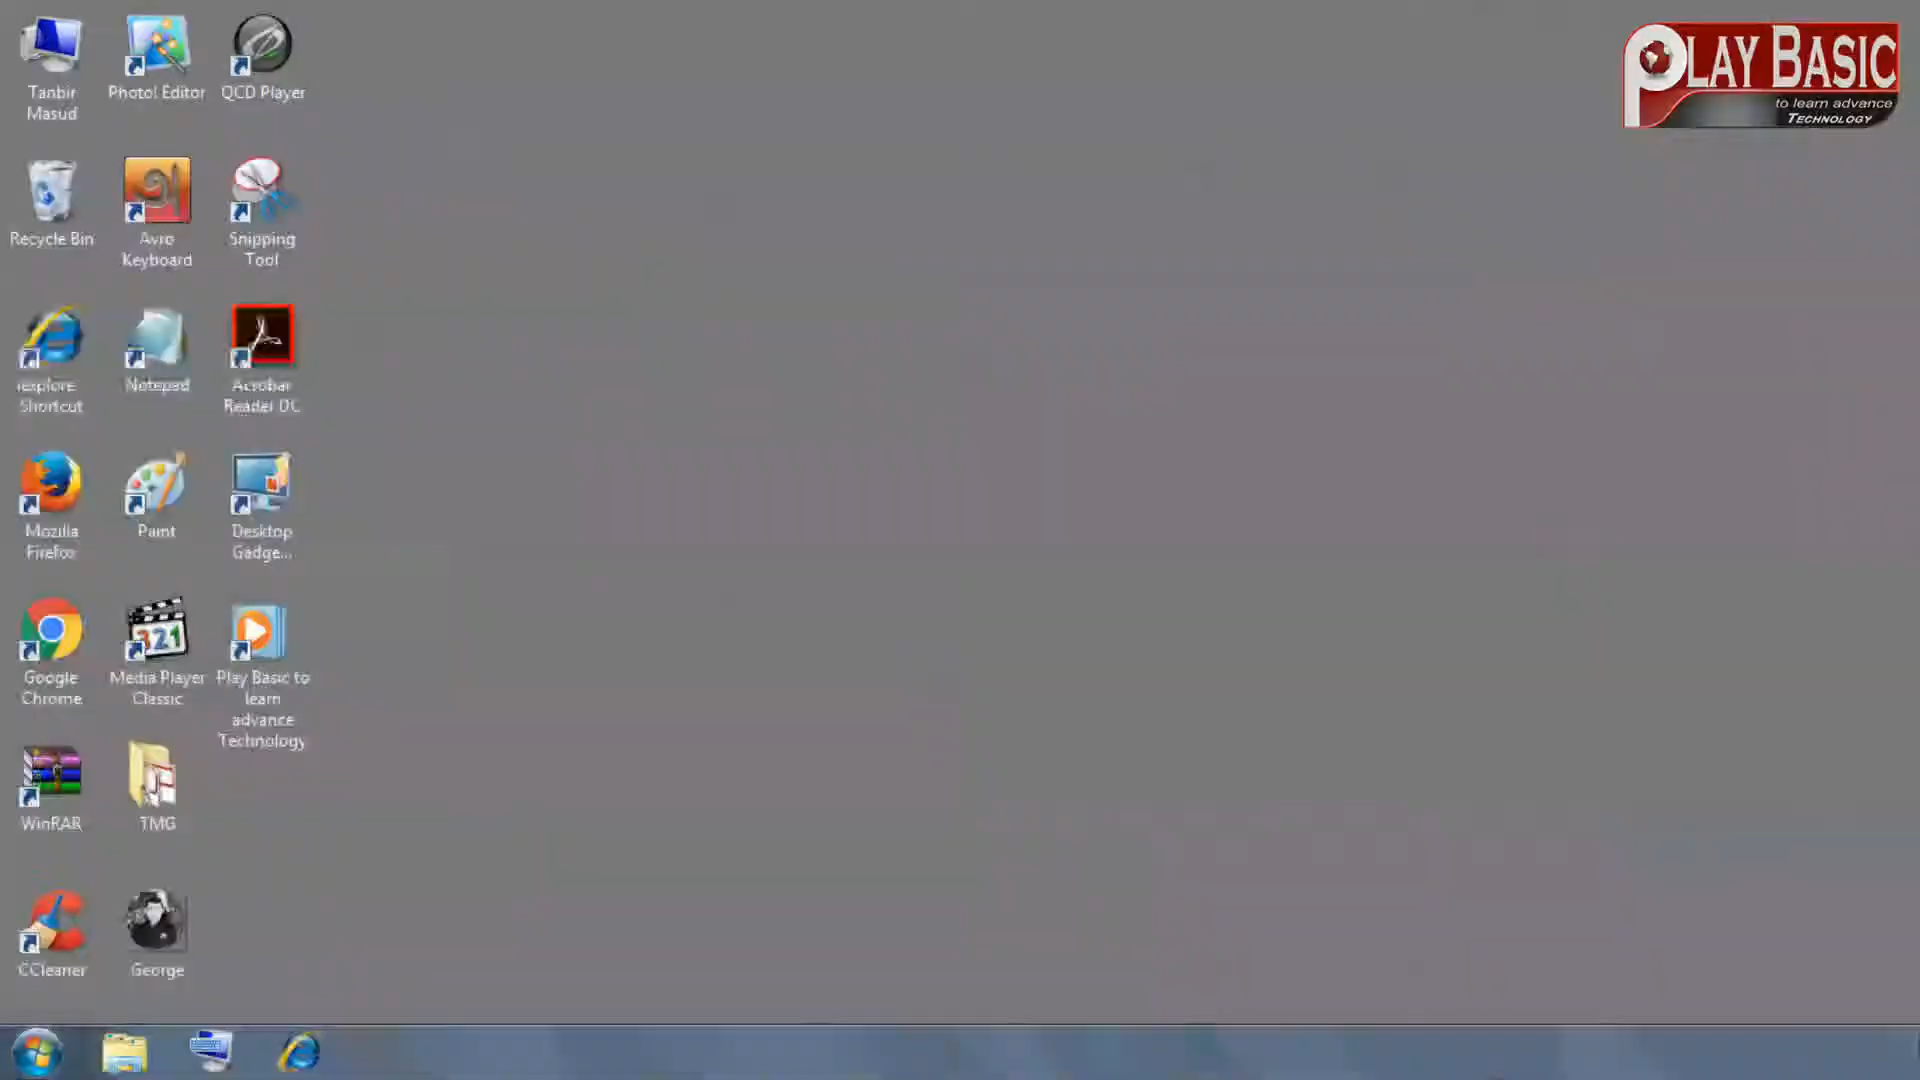 Tanbir
Masud
Photo! Editor
QCD Player
PLAY BASIC
to learn advance
TECHNOLOGY
Recycle Bin
Avro
Keyboard
Snipping
Tool
iexplore
Shortcut
Notepad
Acrobat
Reader DC
Mozilla
Firefox
Paint
Desktop
Gadge...
Google
Chrome
Media Player
Classic
321
Play Basic to
learn
advance
Technology
WinRAR
TMG
CCleaner
George